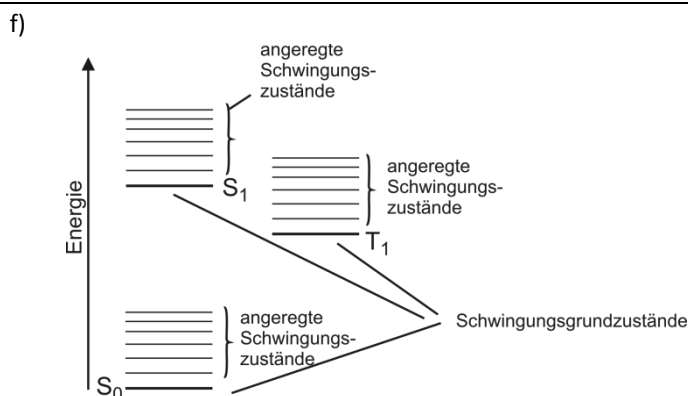 f)
angeregte
Schwingungs-
zustände
angeregte
Schwingungs-
zustände
S1
T1
Energie
angeregte
Schwingungs-
zustände
Schwingungsgrundzustände
S0